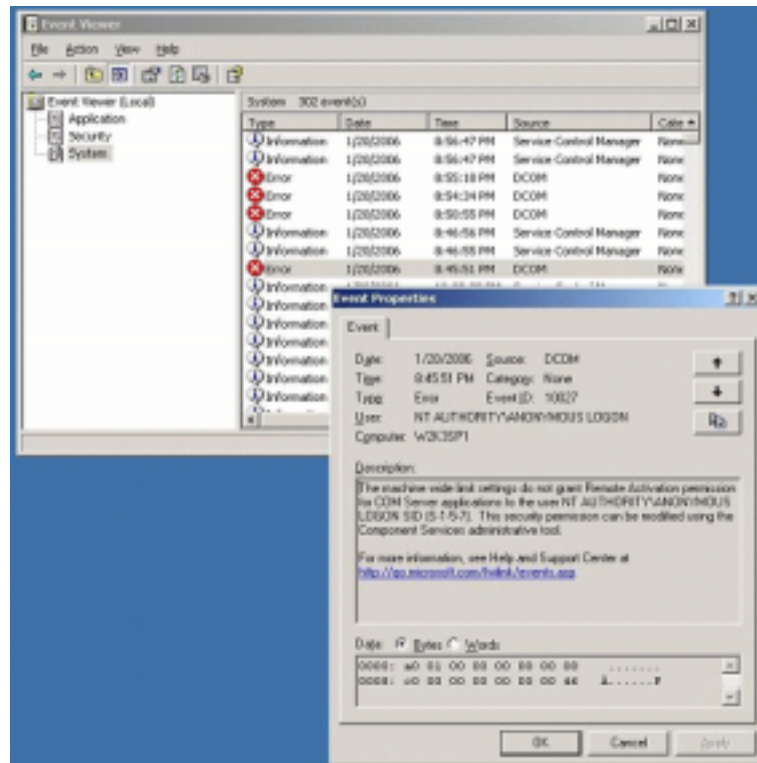 Event Viewer
File Action View Help
Event Viewer (Local)
Application
Security
System
System 302 event(s)
Type Date Time Source Cate
Information 1/20/2006 8:56:47 PM Service Control Manager None
Information 1/20/2006 8:56:47 PM Service Control Manager None
Error 1/20/2006 8:55:18 PM DCOM None
Error 1/20/2006 8:54:34 PM DCOM None
Error 1/20/2006 8:50:55 PM DCOM None
Information 1/20/2006 8:46:56 PM Service Control Manager None
Information 1/20/2006 8:46:55 PM Service Control Manager None
Error 1/20/2006 8:45:51 PM DCOM None
Information
Information
Information
Information
Information
Information
Information
Event Properties
Event
Date: 1/20/2006 Source: DCOM
Time: 8:45:51 PM Category: None
Type: Error Event ID: 10027
User: NT AUTHORITY\ANONYMOUS LOGON
Computer: W2K3SP1
Description:
The machine wide limit settings do not grant Remote Activation permission
for COM Server applications to the user NT AUTHORITY\ANONYMOUS
LOGON SID (S-1-5-7). This security permission can be modified using the
Component Services administrative tool.
For more information, see Help and Support Center at
http://go.microsoft.com/fwlink/events.asp.
Data: Bytes Words
OK Cancel Apply